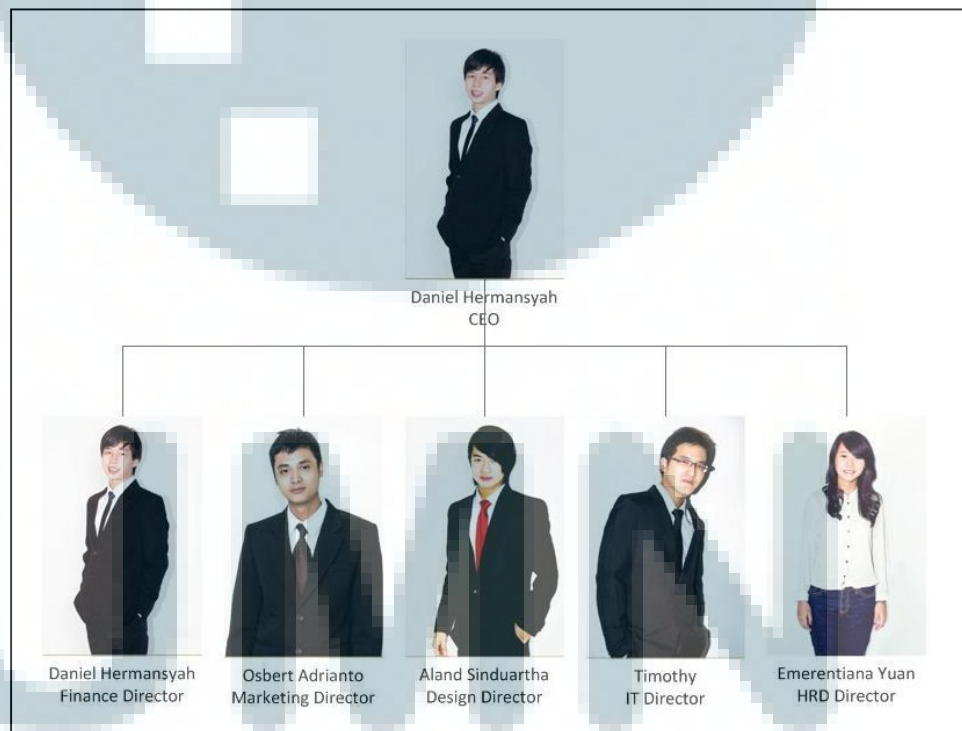 Daniel Hermansyah
CEO
Daniel Hermansyah
Finance Director
Osbert Adrianto
Marketing Director
Aland Sinduartha
Design Director
Timothy
IT Director
Emerentiana Yuan
HRD Director